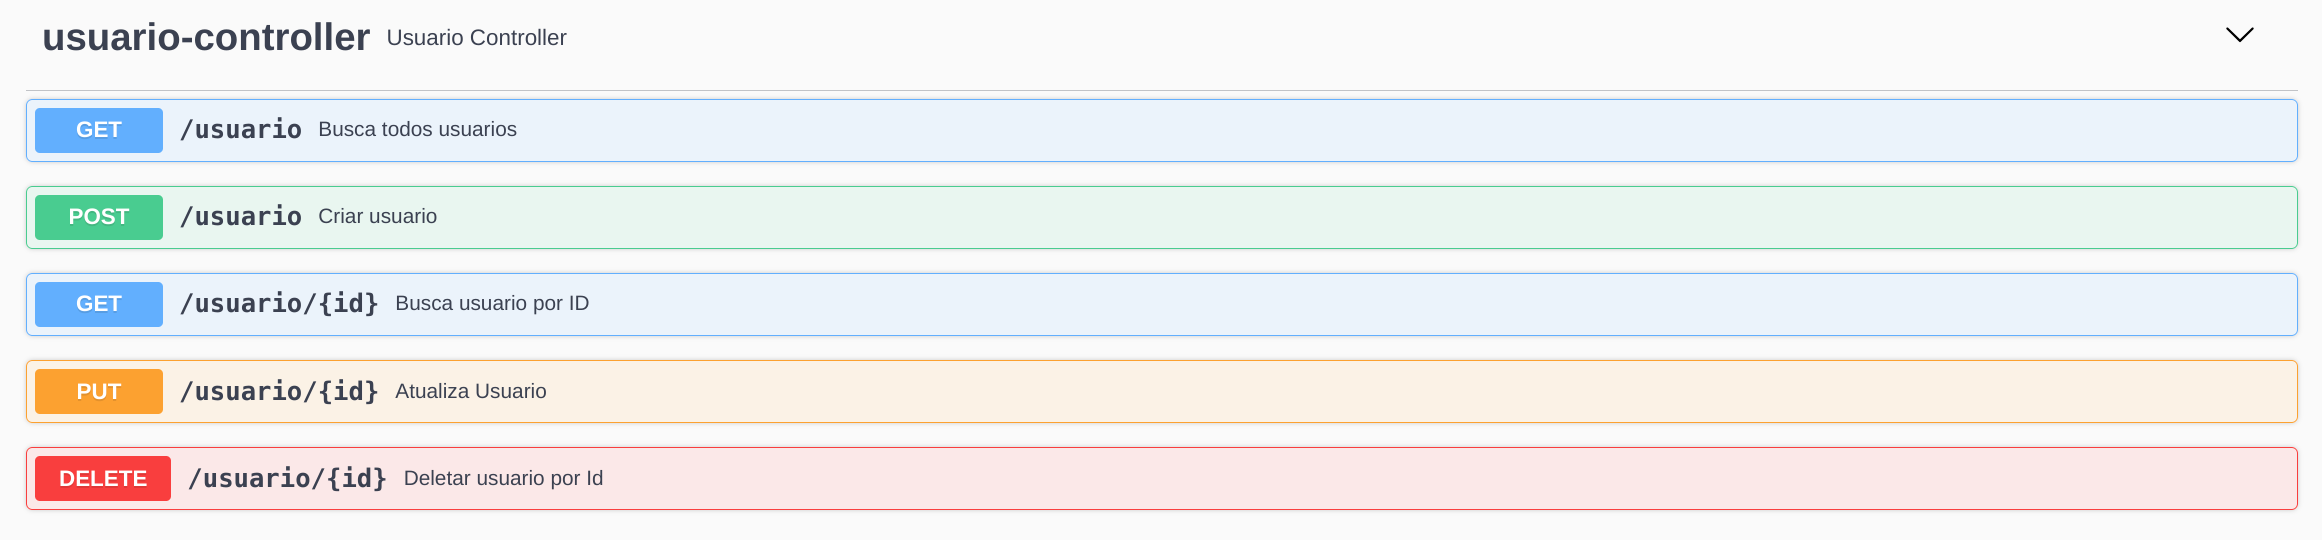 usuario-controller Usuario Controller
GET /usuario Busca todos usuarios
POST /usuario Criar usuario
GET /usuario/{id} Busca usuario por ID
PUT /usuario/{id} Atualiza Usuario
DELETE /usuario/{id} Deletar usuario por Id